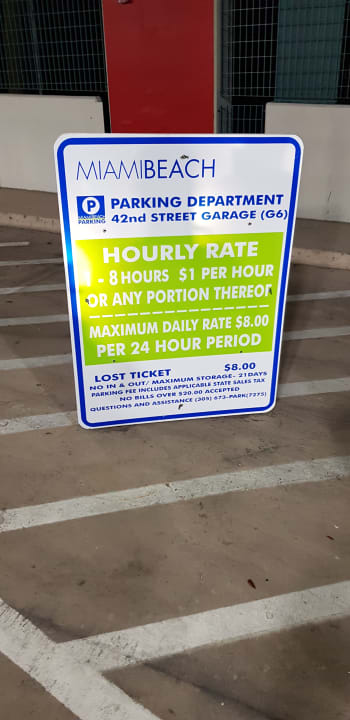 MIAMIBEACH
P
MIAMIBEACH
PARKING
PARKING DEPARTMENT
42nd STREET GARAGE (G6)
HOURLY RATE
- 8 HOURS $1 PER HOUR
OR ANY PORTION THEREOF
MAXIMUM DAILY RATE $8.00
PER 24 HOUR PERIOD
LOST TICKET $8.00
NO IN & OUT/ MAXIMUM STORAGE- 21DAYS
PARKING FEE INCLUDES APPLICABLE STATE SALES TAX
NO BILLS OVER $20.00 ACCEPTED
QUESTIONS AND ASSISTANCE (305) 673-PARK(7275)